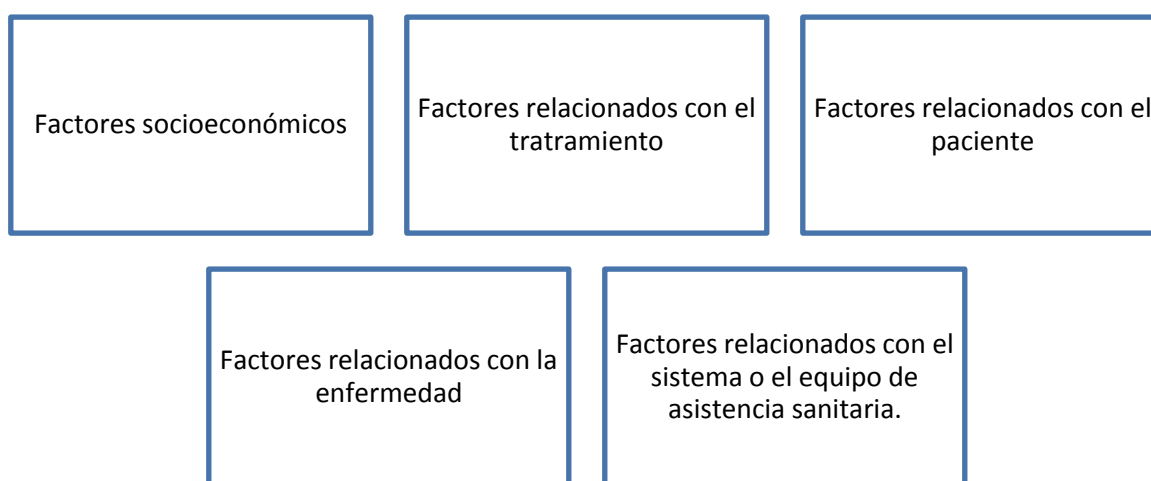 Factores socioeconómicos
Factores relacionados con el
tratramiento
Factores relacionados con el
paciente
Factores relacionados con la
enfermedad
Factores relacionados con el
sistema o el equipo de
asistencia sanitaria.